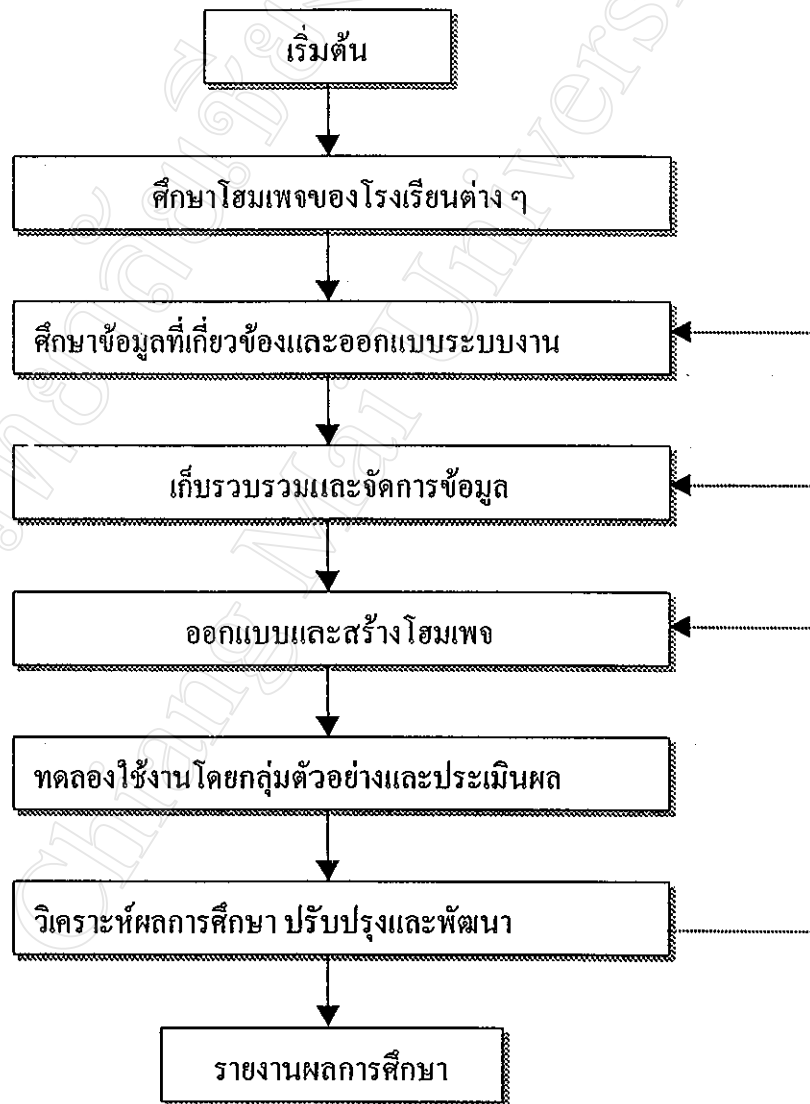 เริ่มต้น
ศึกษาโฮมเพจของโรงเรียนต่าง ๆ
ศึกษาข้อมูลที่เกี่ยวข้องและออกแบบระบบงาน
เก็บรวบรวมและจัดการข้อมูล
ออกแบบและสร้างโฮมเพจ
ทดลองใช้งานโดยกลุ่มตัวอย่างและประเมินผล
วิเคราะห์ผลการศึกษา ปรับปรุงและพัฒนา
รายงานผลการศึกษา
Chiang Mai Universi